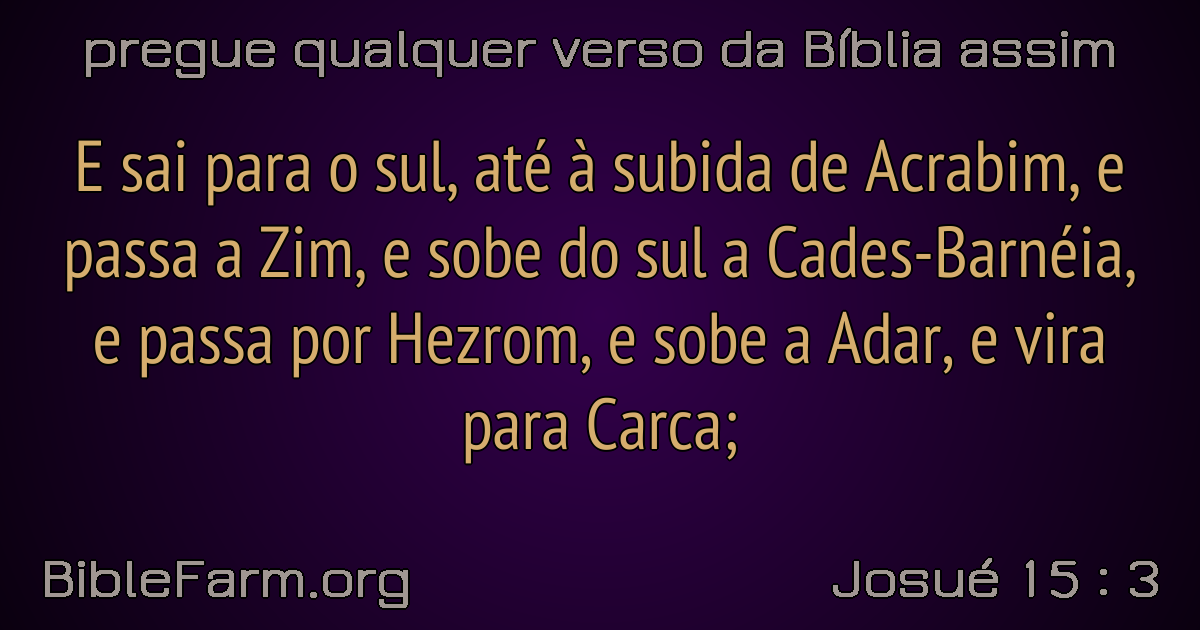 pregue qualquer verso da Bíblia assim
E sai para o sul, até à subida de Acrabim, e
passa a Zim, e sobe do sul a Cades-Barnéia,
e passa por Hezrom, e sobe a Adar, e vira
para Carca;
BibleFarm.org
Josué 15 : 3